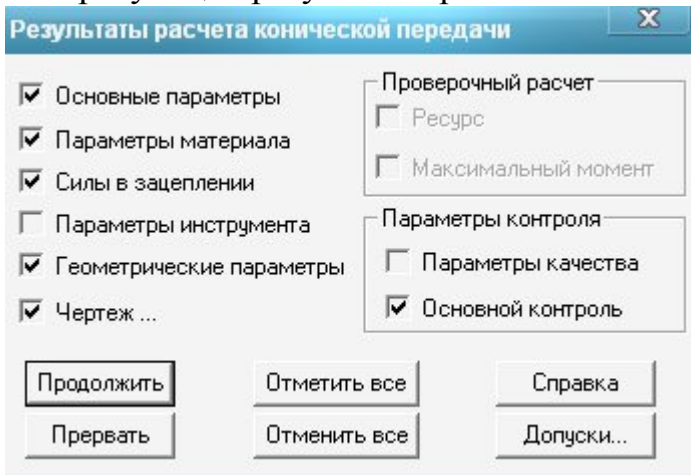 Результаты расчета конической передачи
Основные параметры
Параметры материала
Силы в зацеплении
Параметры инструмента
Геометрические параметры
Чертеж ...
Проверочный расчет
Ресурс
Максимальный момент
Параметры контроля
Параметры качества
Основной контроль
Продолжить
Отметить все
Справка
Прервать
Отменить все
Допуски...